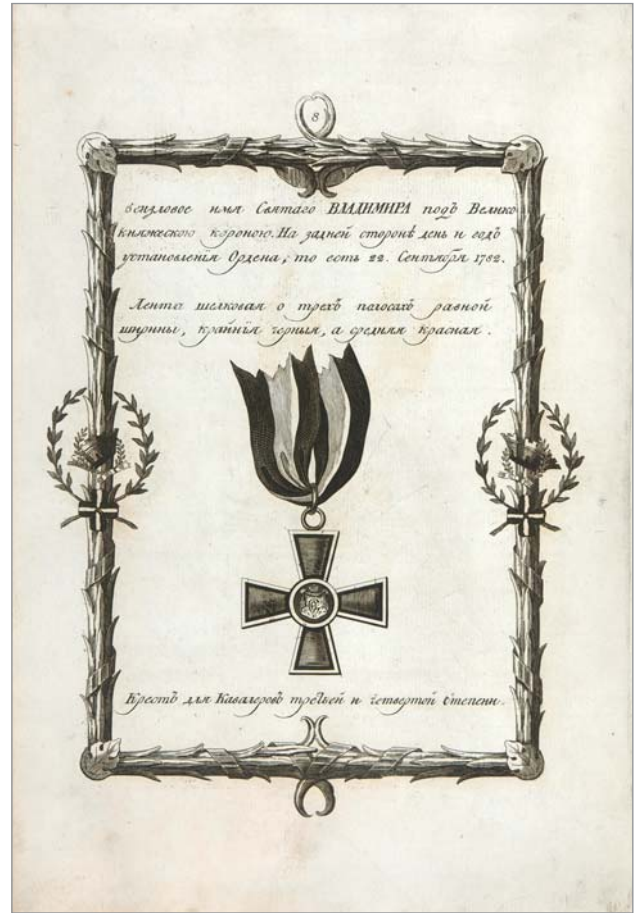 8
вензловое имя Святаго ВЛАДИМИРА подъ Велико
княжескою короною. На задней сторонѣ день и годъ
установленія Ордена, то есть 22. Сентября 1782.
Лента шелковая о трехъ полосахъ равной
ширины, крайнія черныя, а средняя красная.
Крестъ для Кавалеровъ третьей и четвертой степени.